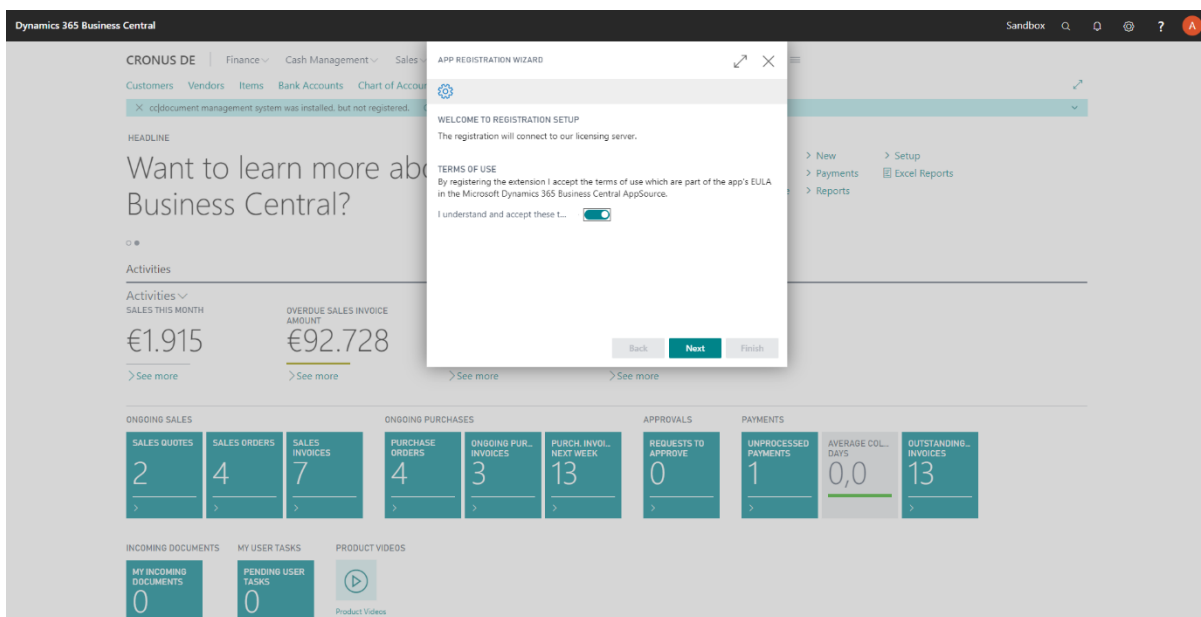 Dynamics 365 Business Central
Sandbox
?
A
CRONUS DE
Finance
Cash Management
Sales
Customers Vendors Items Bank Accounts Chart of Accou
cc|document management system was installed. but not registered.
HEADLINE
Want to learn more abo
Business Central?
APP REGISTRATION WIZARD
WELCOME TO REGISTRATION SETUP
The registration will connect to our licensing server.
TERMS OF USE
By registering the extension I accept the terms of use which are part of the app's EULA
in the Microsoft Dynamics 365 Business Central AppSource.
I understand and accept these t...
Back Next Finish
> New > Setup
> Payments Excel Reports
> Reports
Activities
Activities
SALES THIS MONTH
€1.915
>See more
OVERDUE SALES INVOICE
AMOUNT
€92.728
>See more
>See more
>See more
ONGOING SALES
SALES QUOTES
2
SALES ORDERS
4
SALES
INVOICES
7
ONGOING PURCHASES
PURCHASE
ORDERS
4
ONGOING PUR...
INVOICES
3
PURCH. INVOI...
NEXT WEEK
13
APPROVALS
REQUESTS TO
APPROVE
0
PAYMENTS
UNPROCESSED
PAYMENTS
1
AVERAGE COL...
DAYS
0,0
OUTSTANDING...
INVOICES
13
INCOMING DOCUMENTS
MY INCOMING
DOCUMENTS
0
MY USER TASKS
PENDING USER
TASKS
0
PRODUCT VIDEOS
Product Videos